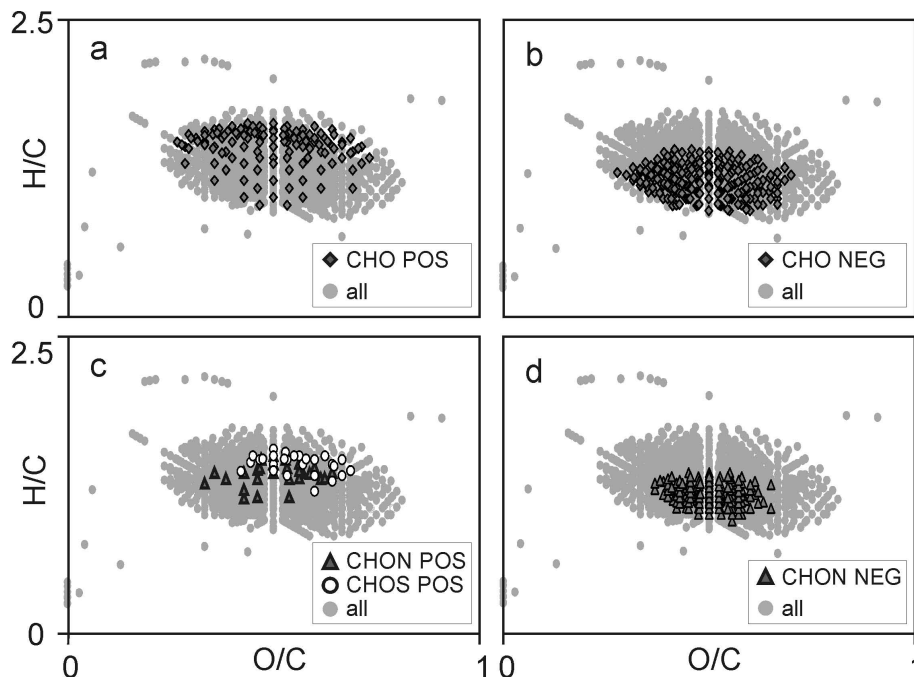 2.5
a
b
H/C
CHO POS
all
CHO NEG
all
0
2.5
c
d
H/C
CHON POS
CHOS POS
all
CHON NEG
all
0
0
O/C
1
0
O/C
1